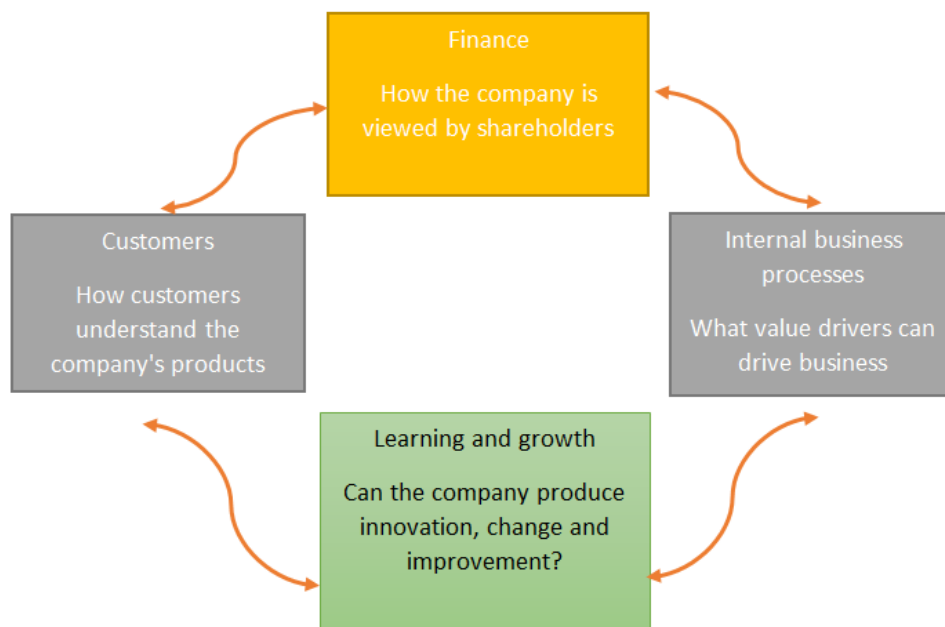 Finance
How the company is
viewed by shareholders
Customers
How customers
understand the
company's products
Internal business
processes
What value drivers can
drive business
Learning and growth
Can the company produce
innovation, change and
improvement?